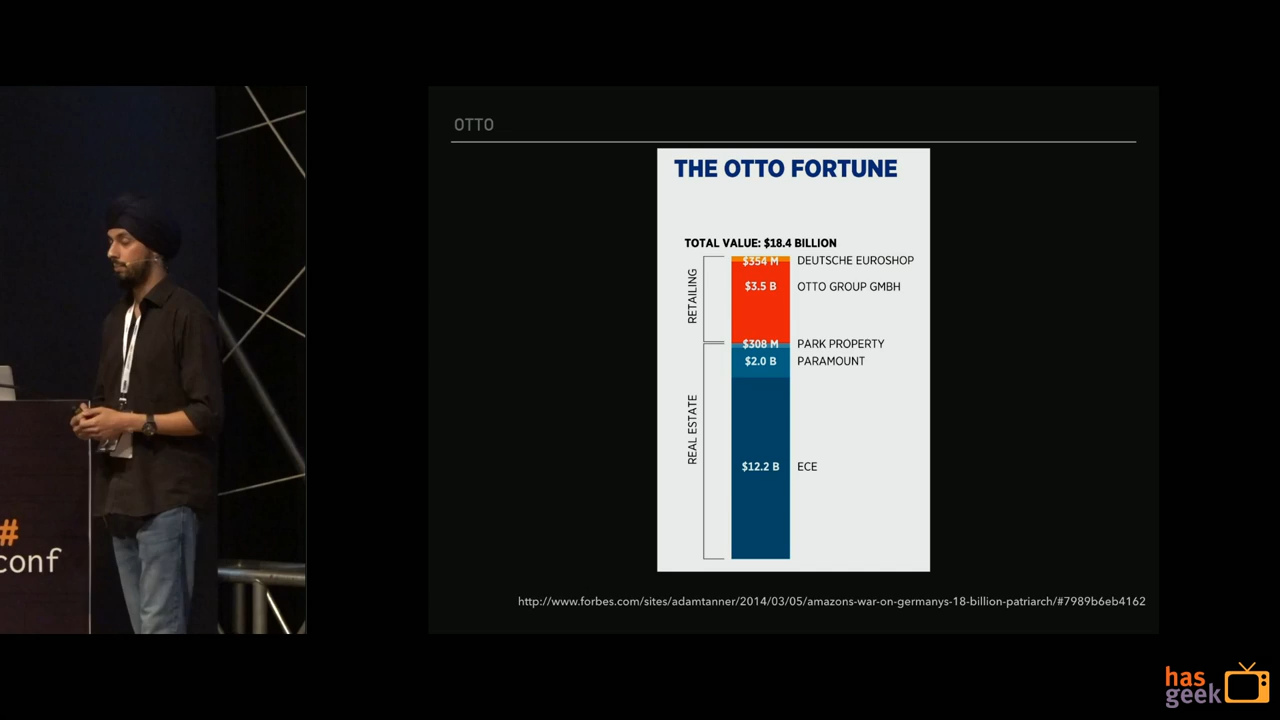 OTTO
THE OTTO FORTUNE
TOTAL VALUE: $18.4 BILLION
$354 M DEUTSCHE EUROSHOP
RETAILING
$3.5 B OTTO GROUP GMBH
$308 M PARK PROPERTY
$2.0 B PARAMOUNT
REAL ESTATE
$12.2 B ECE
http://www.forbes.com/sites/adamtanner/2014/03/05/amazons-war-on-germanys-18-billion-patriarch/#7989b6eb4162
#
conf
has
geek